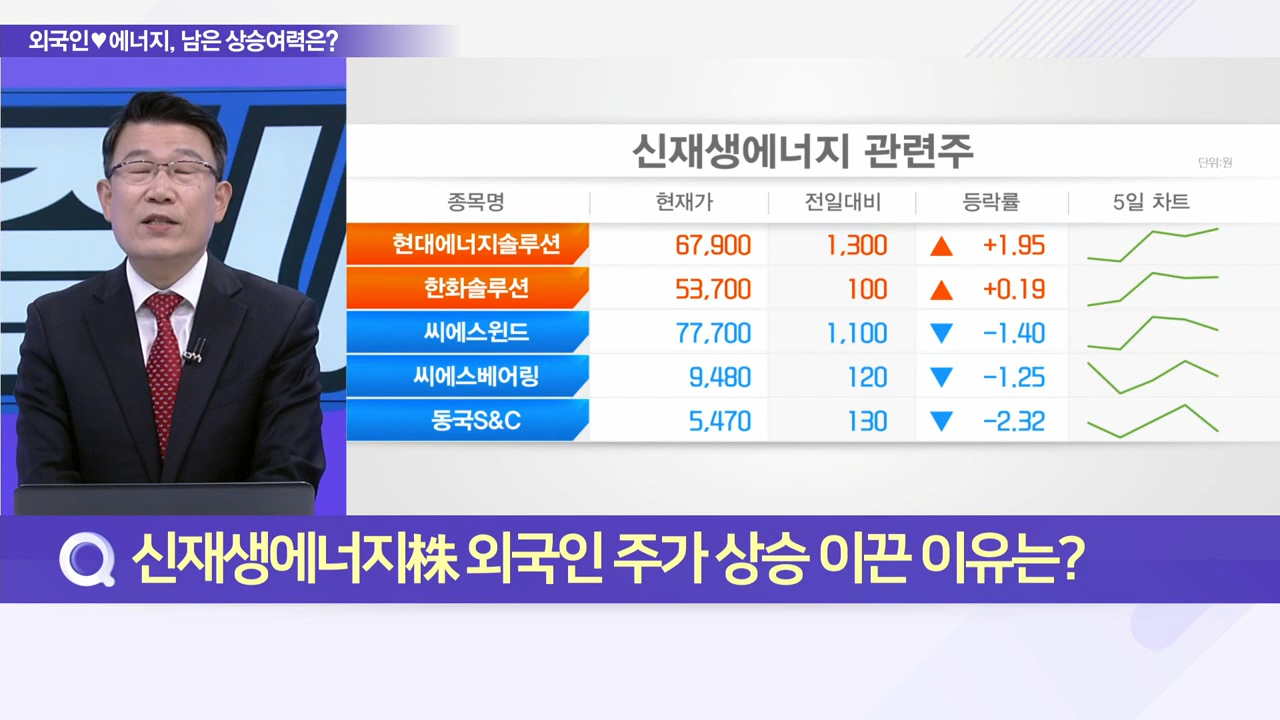 외국인♥에너지, 남은 상승여력은?
신재생에너지 관련주
단위:원
종목명 현재가 전일대비 등락률 5일 차트
현대에너지솔루션 67,900 1,300 ▲ +1.95
한화솔루션 53,700 100 ▲ +0.19
씨에스윈드 77,700 1,100 ▼ -1.40
씨에스베어링 9,480 120 ▼ -1.25
동국S&C 5,470 130 ▼ -2.32
Q 신재생에너지株 외국인 주가 상승 이끈 이유는?